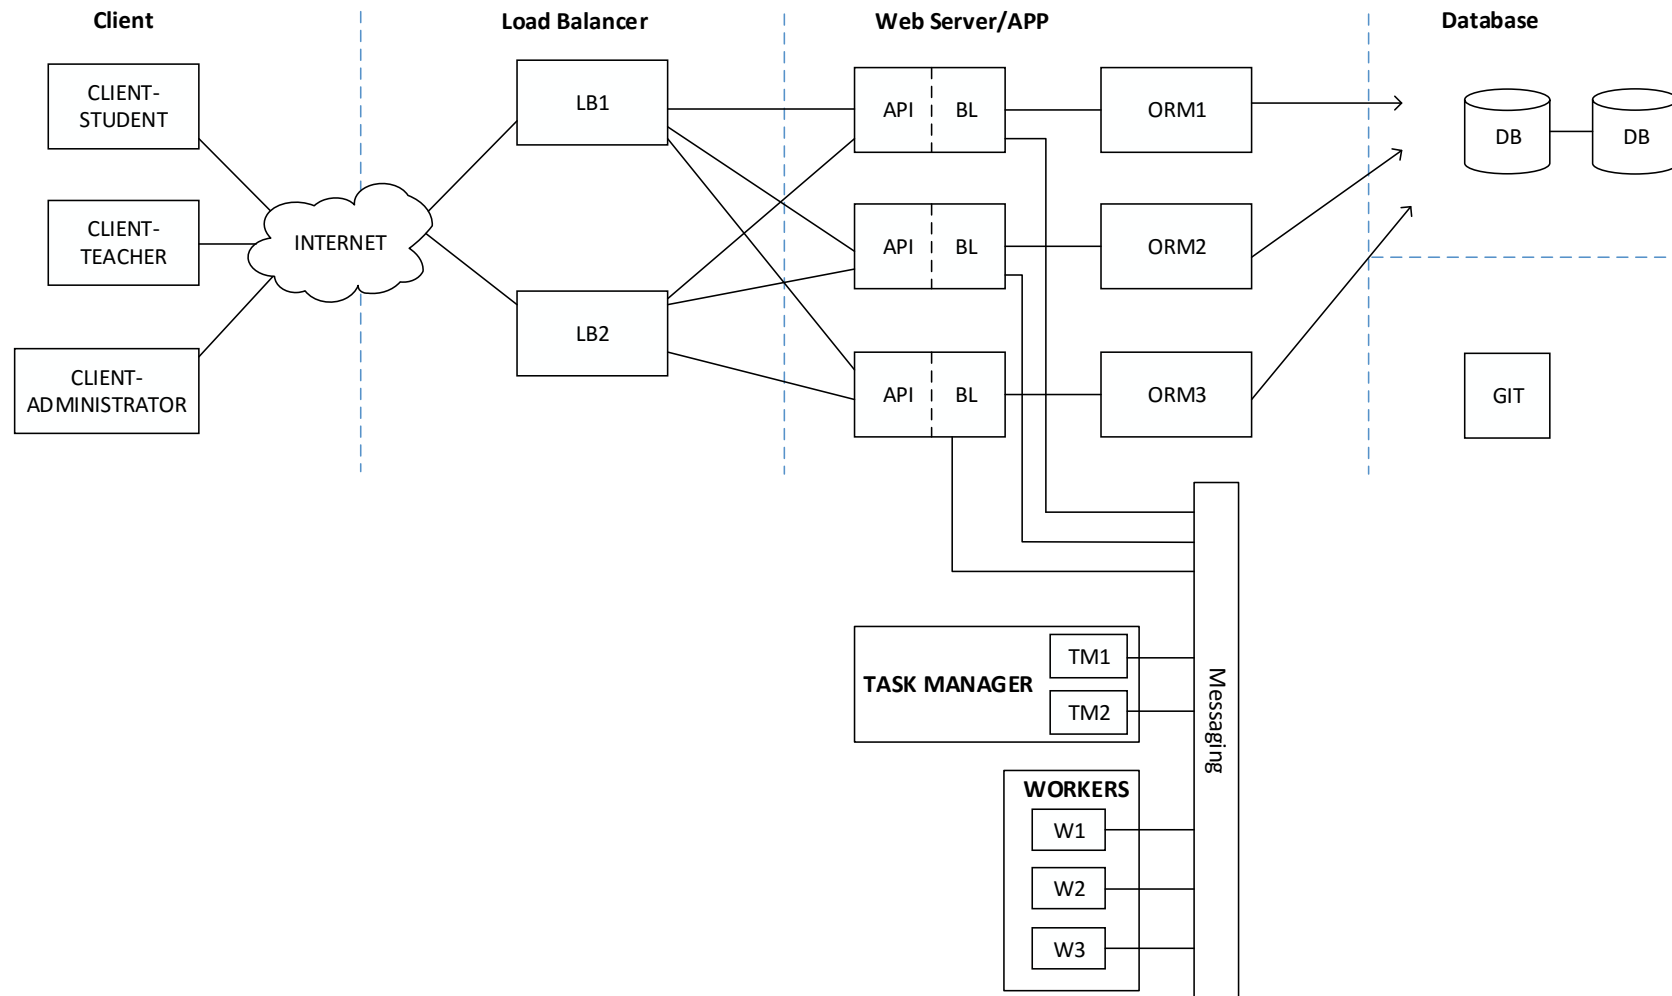 Client
Load Balancer
Web Server/APP
Database
CLIENT-
STUDENT
CLIENT-
TEACHER
CLIENT-
ADMINISTRATOR
INTERNET
LB1
LB2
API
BL
ORM1
API
BL
ORM2
API
BL
ORM3
DB
DB
GIT
TASK MANAGER
TM1
TM2
Messaging
WORKERS
W1
W2
W3